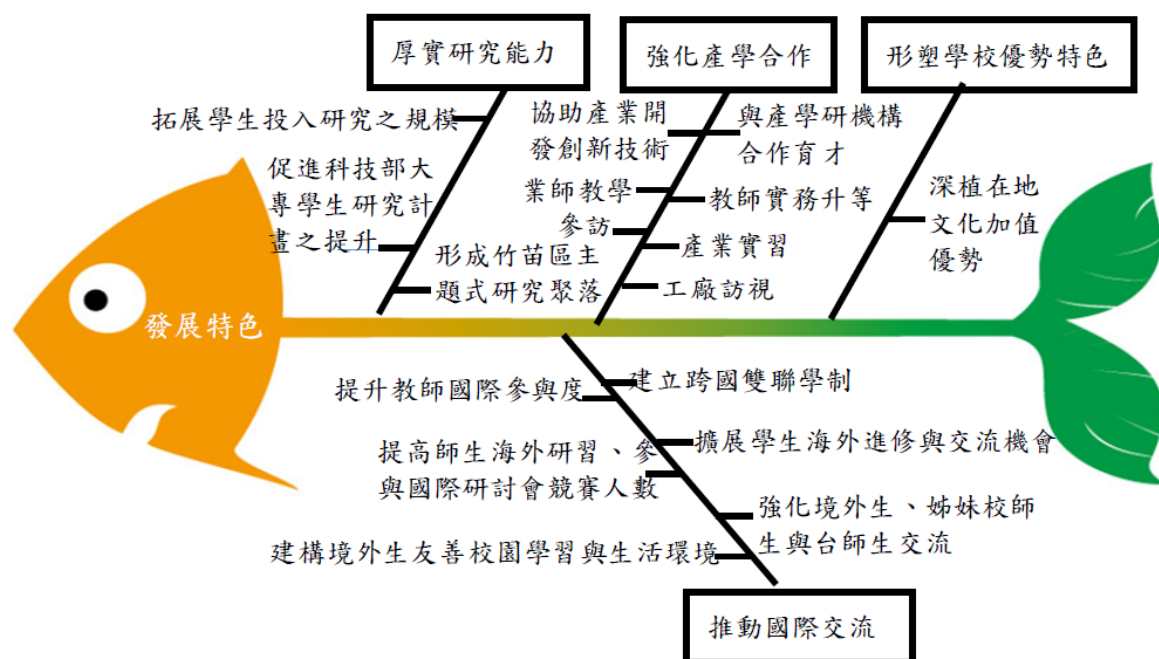 厚實研究能力
強化產學合作
形塑學校優勢特色
拓展學生投入研究之規模
促進科技部大
專學生研究計
畫之提升
形成竹苗區主
題式研究聚落
協助產業開
發創新技術
與產學研機構
合作育才
業師教學
參訪
教師實務升等
產業實習
工廠訪視
深植在地
文化加值
優勢
發展特色
提升教師國際參與度
建立跨國雙聯學制
擴展學生海外進修與交流機會
提高師生海外研習、參
與國際研討會競賽人數
強化境外生、姊妹校師
生與台師生交流
建構境外生友善校園學習與生活環境
推動國際交流